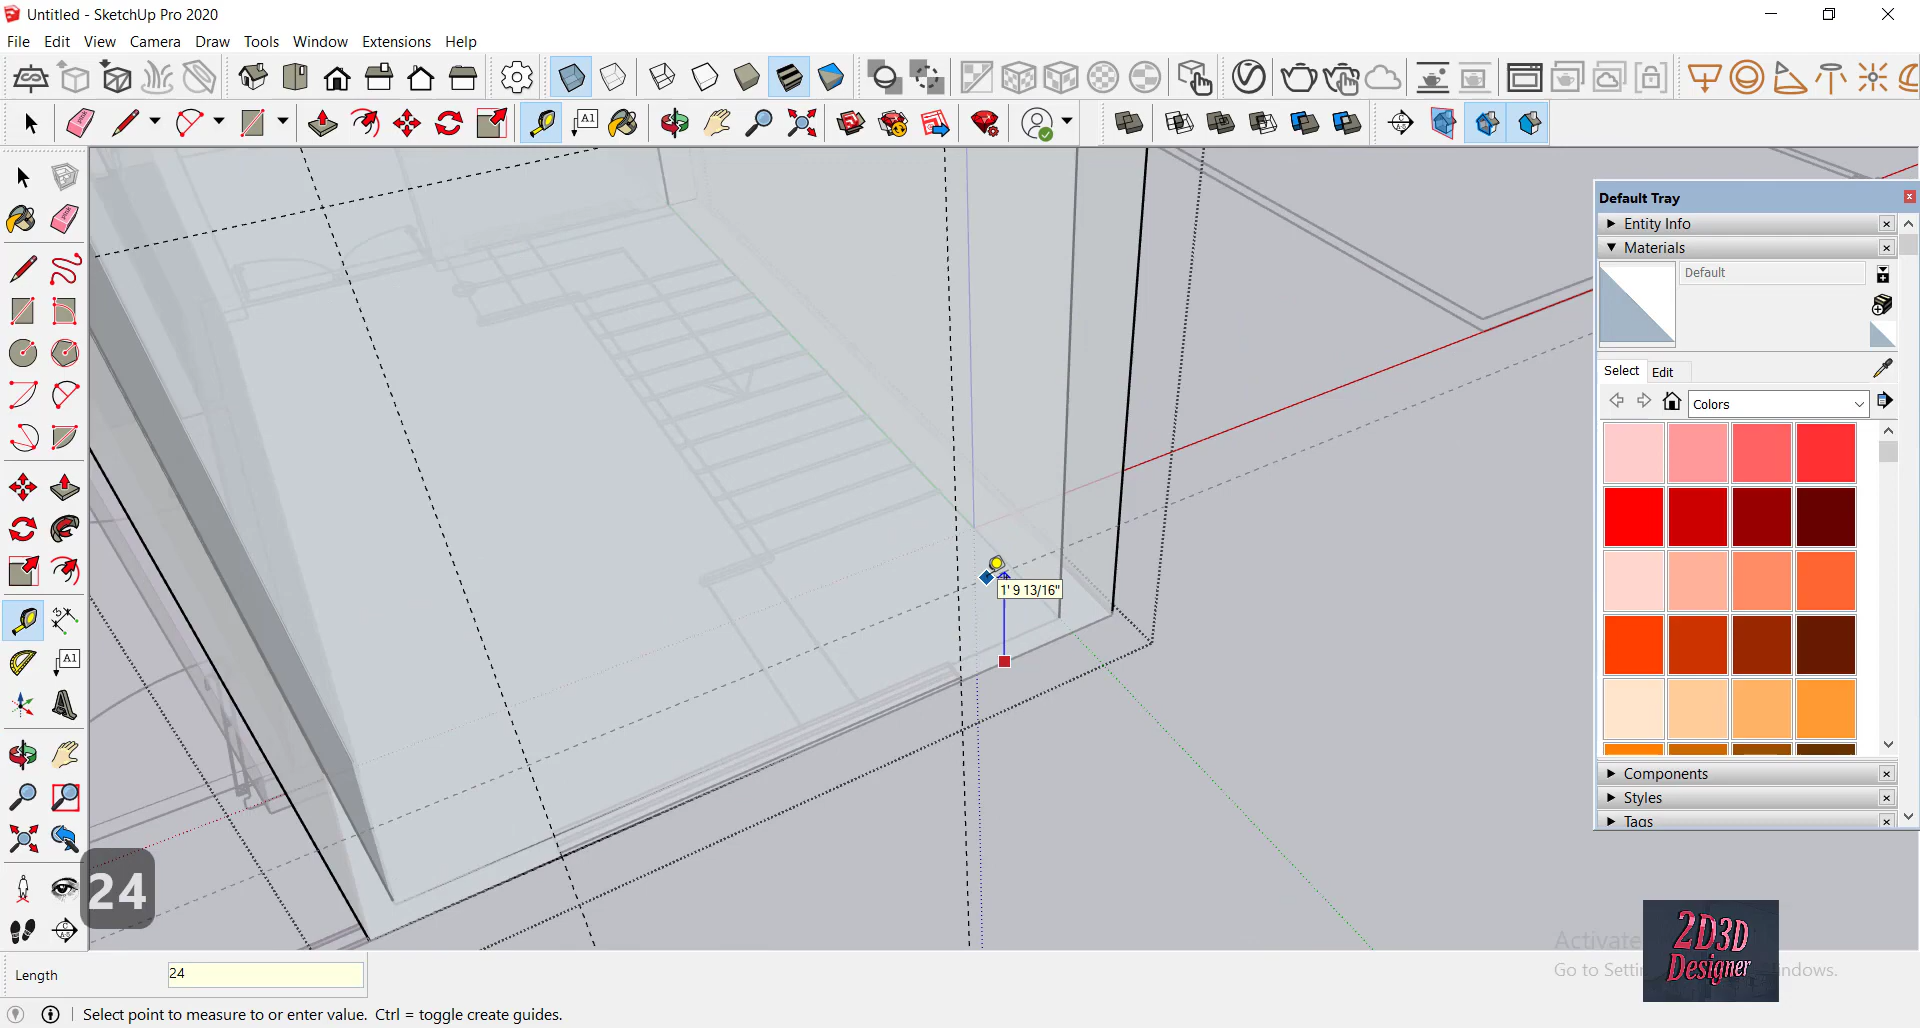 Untitled - SketchUp Pro 2020
File Edit View Camera Draw Tools Window Extensions Help
A1
Default Tray
Entity Info
Materials
Default
Select Edit
Colors
A1
1' 9 13/16"
Components
Styles
Tags
24
2D3D
Designer
Activate
Go to Setti ndows.
Length 24
Select point to measure to or enter value. Ctrl = toggle create guides.